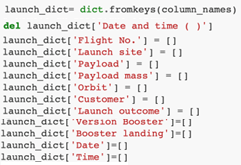 launch_dict= dict.fromkeys(column_names)
del launch_dict['Date and time ( )']
launch_dict['Flight No.'] = []
launch_dict['Launch site'] = []
launch_dict['Payload'] = []
launch_dict['Payload mass'] = []
launch_dict['Orbit'] = []
launch_dict['Customer'] = []
launch_dict['Launch outcome'] = []
launch_dict['Version Booster']=[]
launch_dict['Booster landing']=[]
launch_dict['Date']=[]
launch_dict['Time']=[]